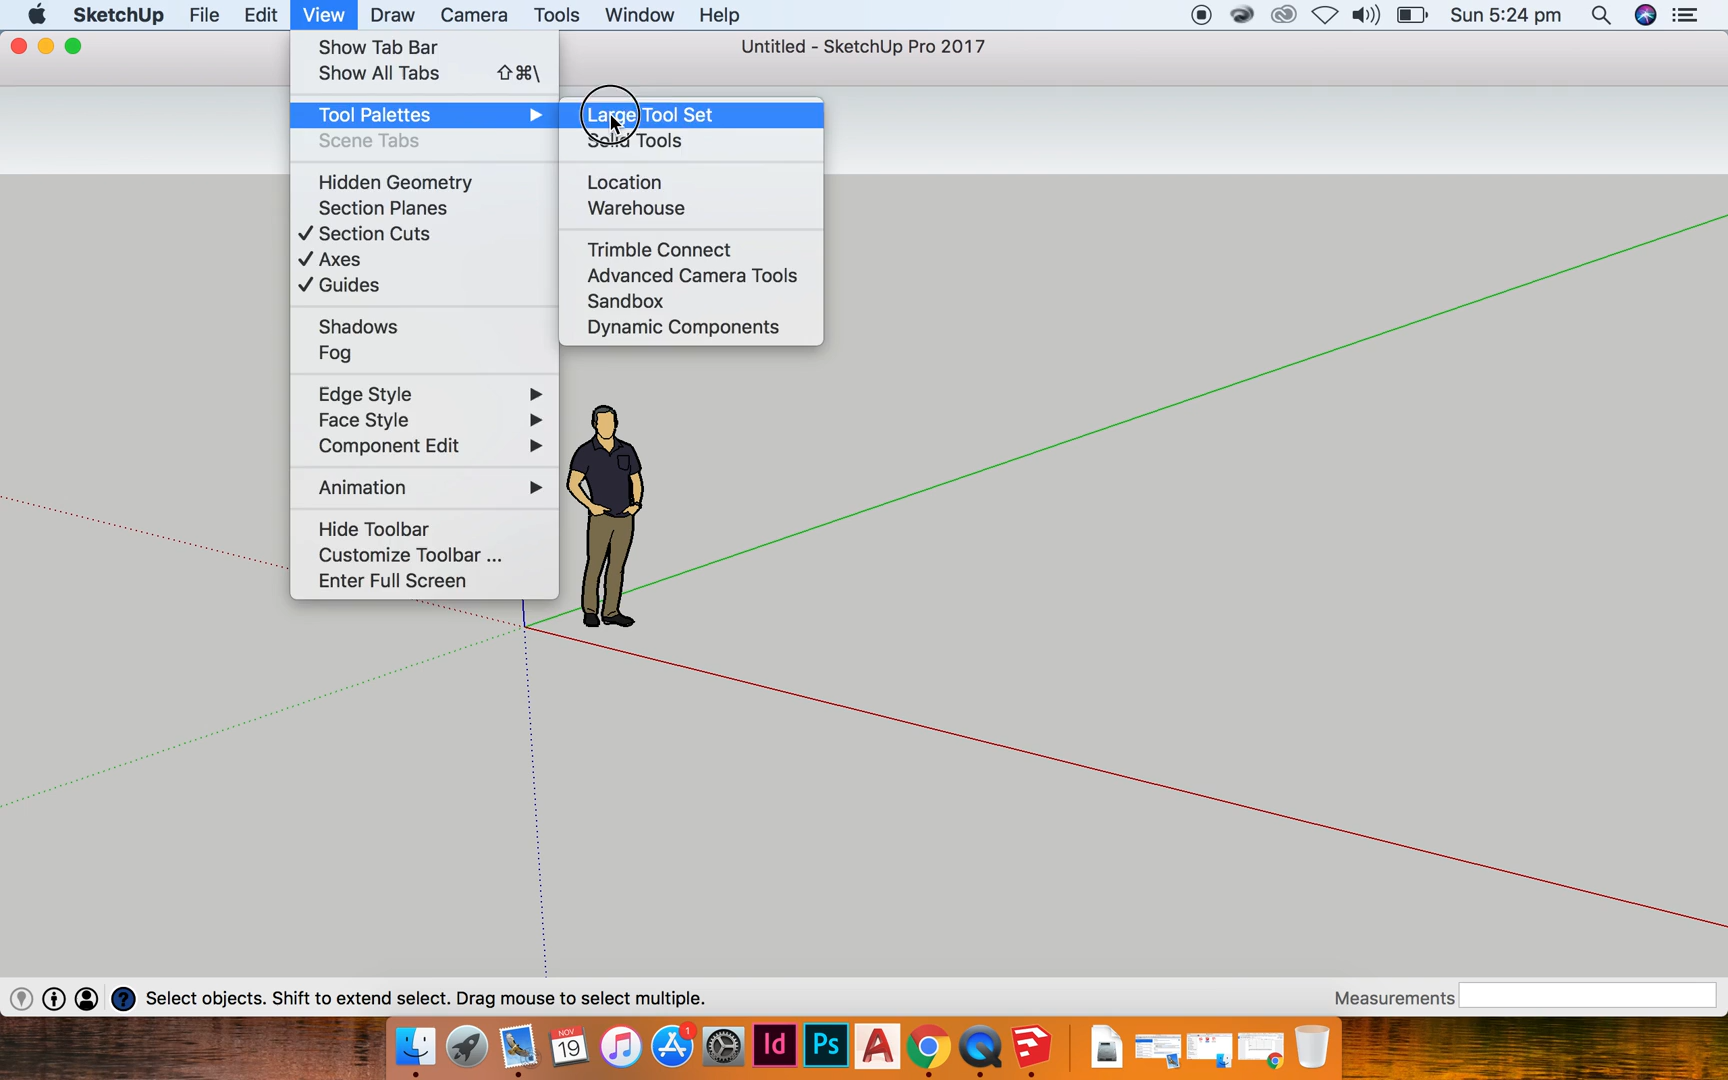 SketchUp File Edit View Draw Camera Tools Window Help Sun 5:24 pm
Untitled - SketchUp Pro 2017
Show Tab Bar
Show All Tabs ⇧⌘\
Tool Palettes ▶
Scene Tabs
Hidden Geometry
Section Planes
✓ Section Cuts
✓ Axes
✓ Guides
Shadows
Fog
Edge Style ▶
Face Style ▶
Component Edit ▶
Animation ▶
Hide Toolbar
Customize Toolbar ...
Enter Full Screen
Large Tool Set
Solid Tools
Location
Warehouse
Trimble Connect
Advanced Camera Tools
Sandbox
Dynamic Components
Select objects. Shift to extend select. Drag mouse to select multiple.
Measurements
NOV
19
1
Id
Ps